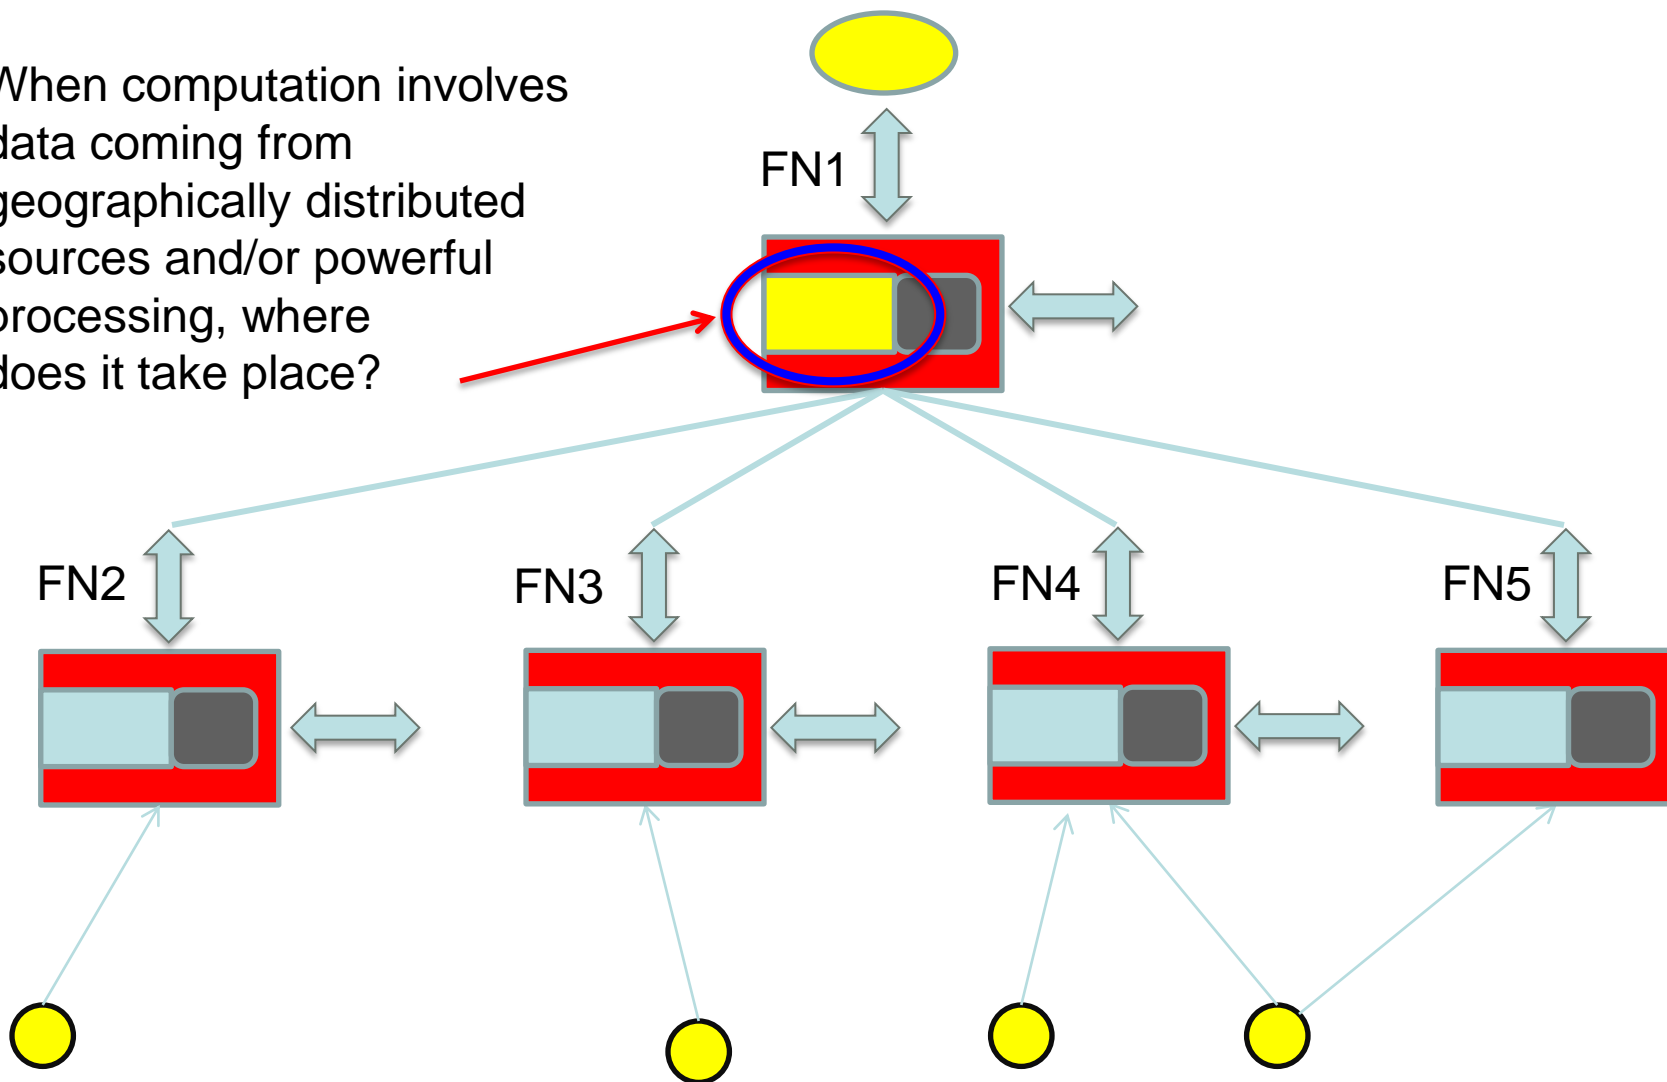 When computation involves
data coming from
geographically distributed
sources and/or powerful
processing, where
does it take place?
FN1
FN2
FN3
FN4
FN5